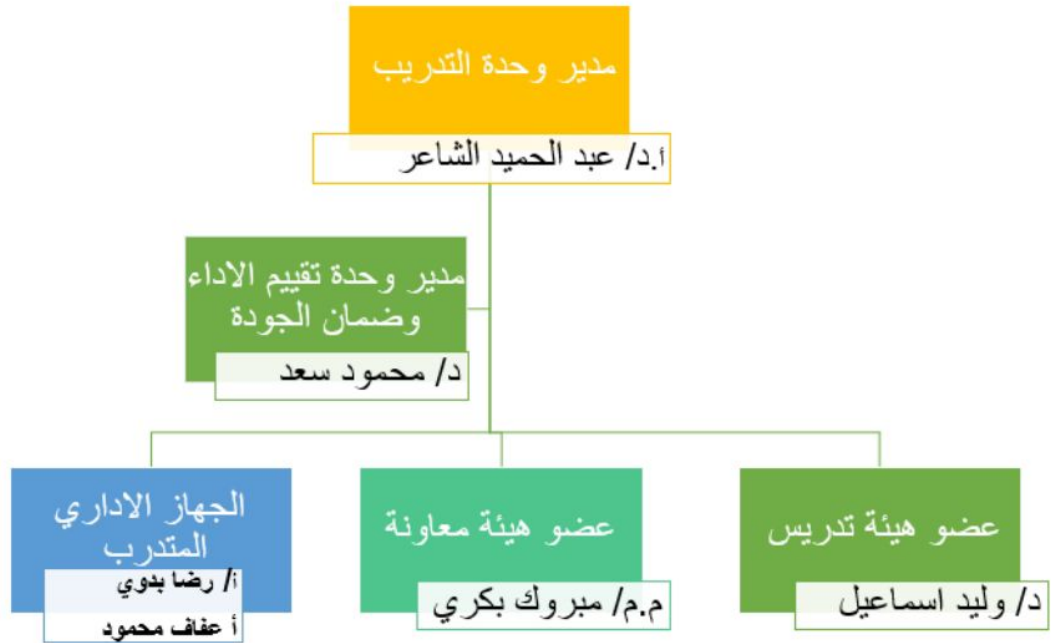 مدير وحدة التدريب
أ.د/ عبد الحميد الشاعر
مدير وحدة تقييم الاداء
وضمان الجودة
د/ محمود سعد
عضو هيئة تدريس
د/ وليد اسماعيل
عضو هيئة معاونة
م.م/ مبروك بكري
الجهاز الاداري
المتدرب
أ/ رضا بدوي
أ عفاف محمود